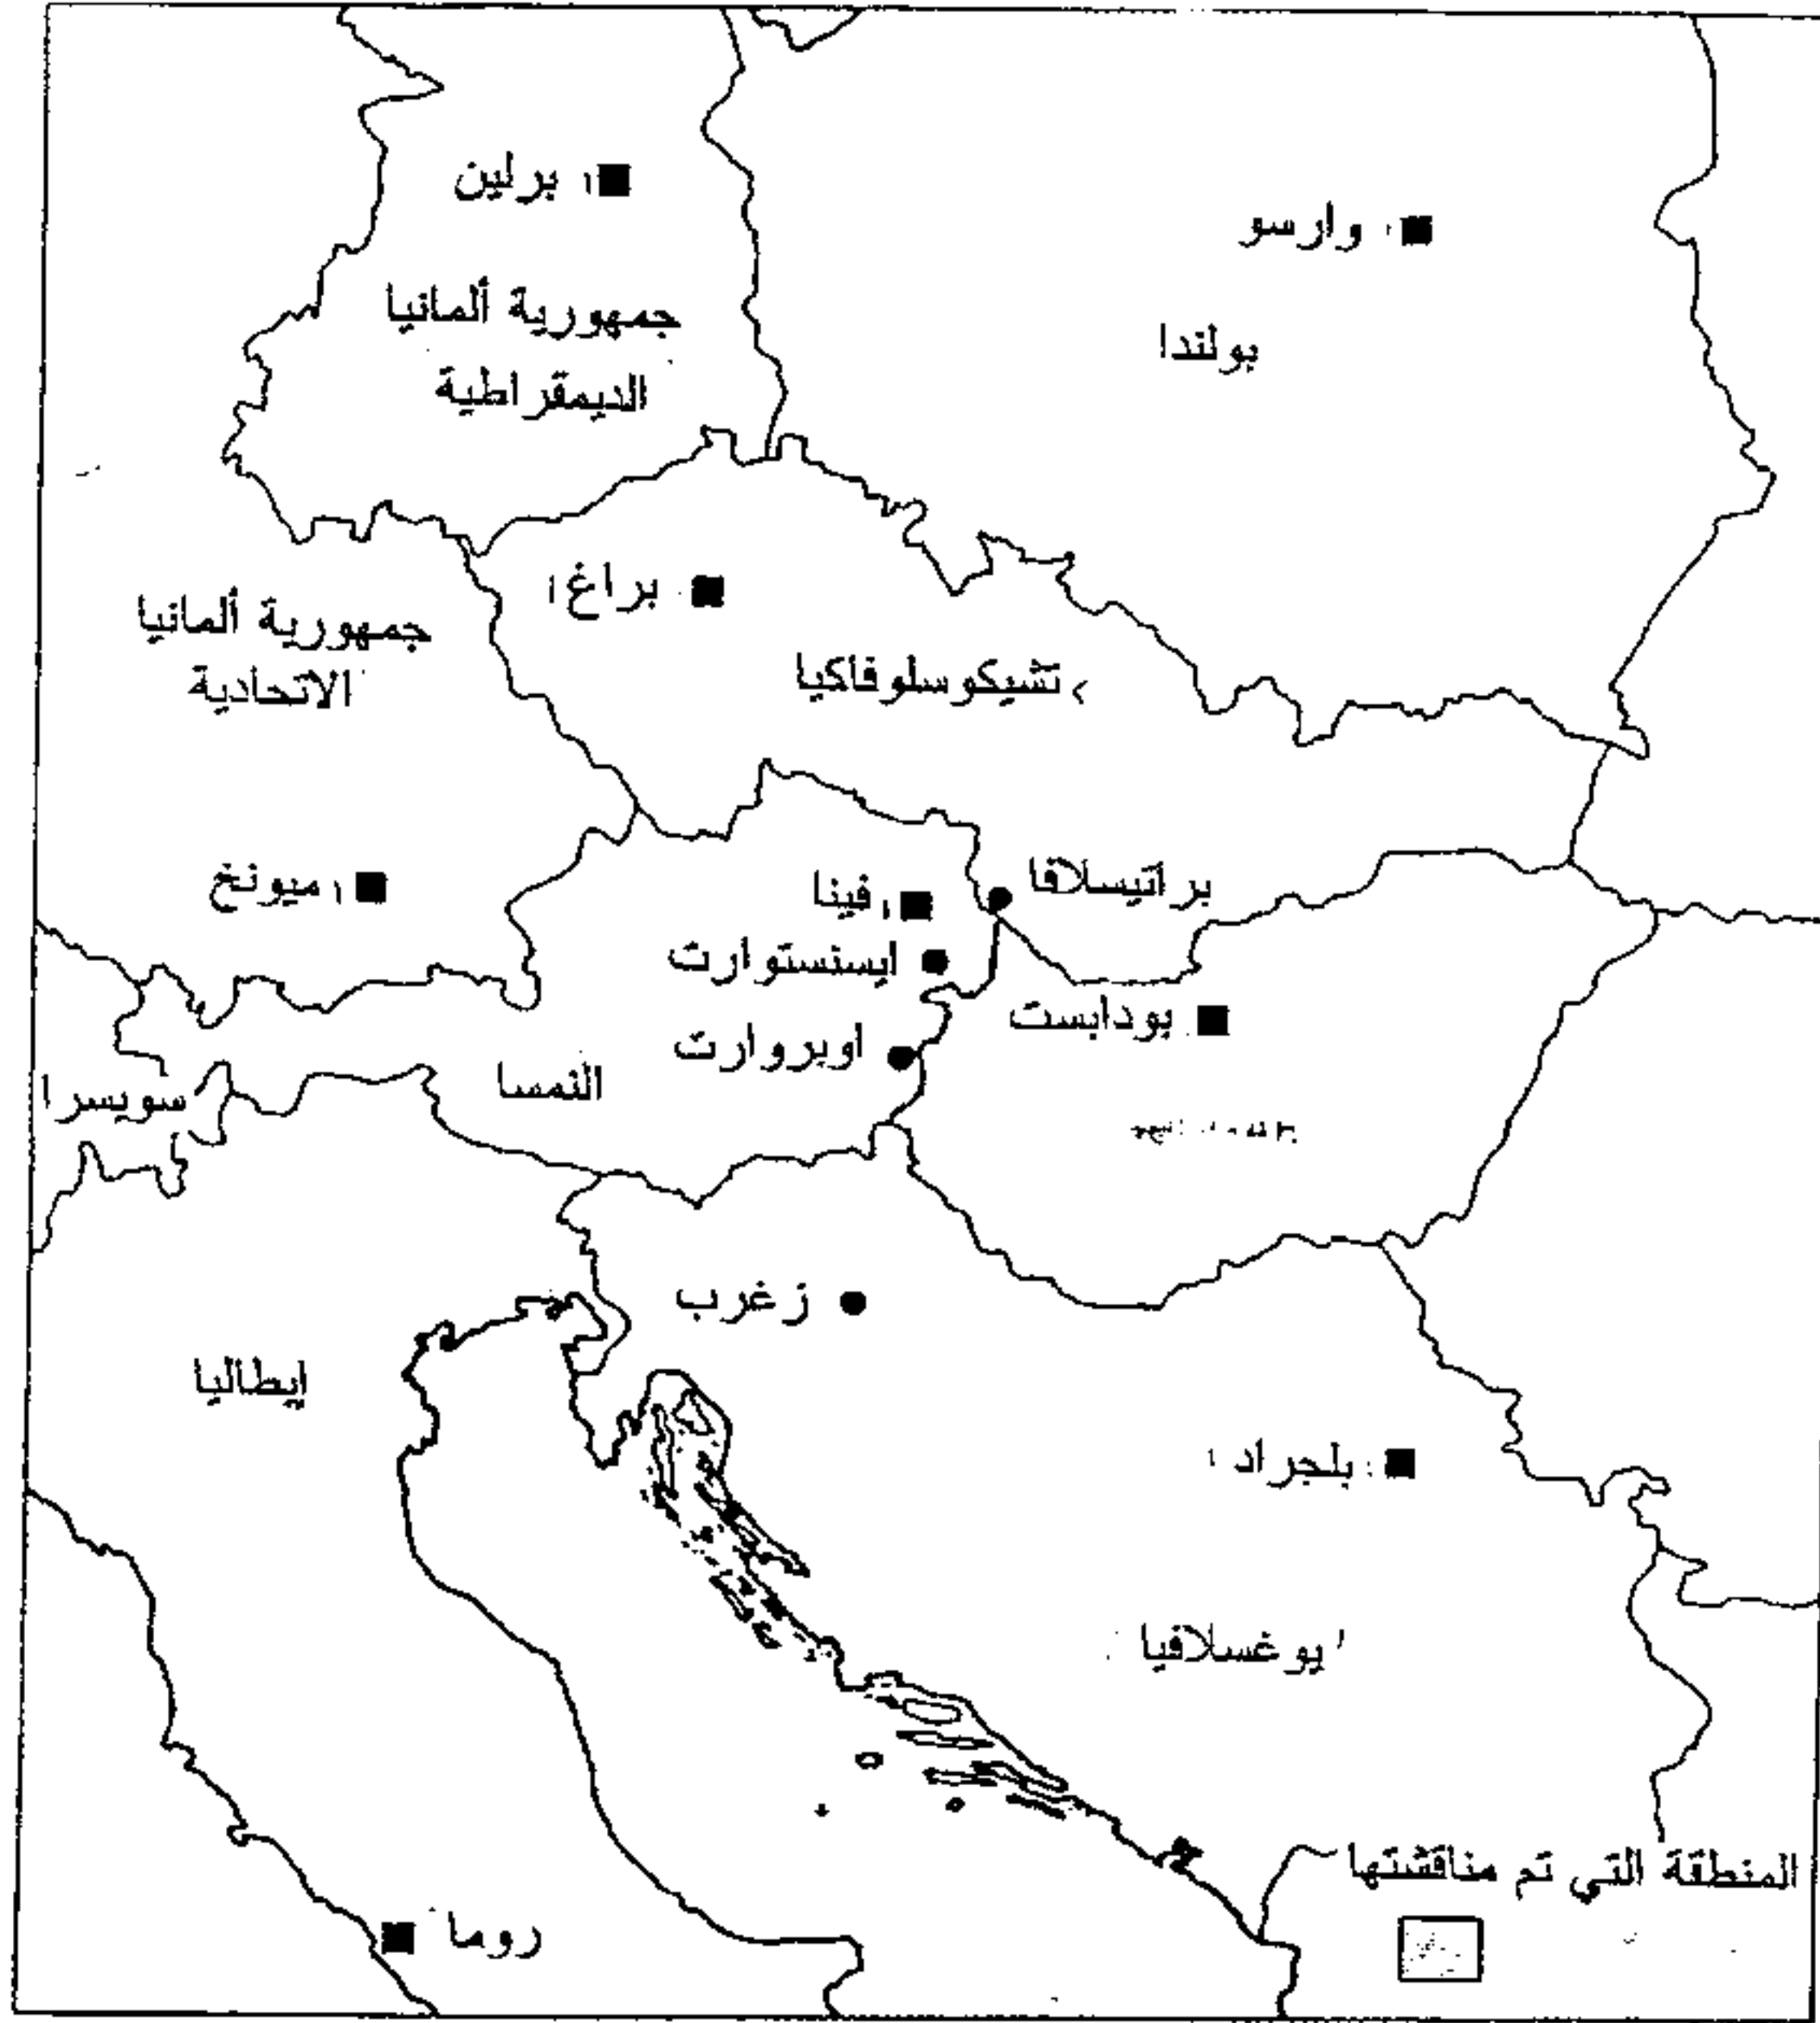 برلين
وارسو
جمهورية ألمانيا
الديمقراطية
بولندا
براغ
جمهورية ألمانيا
الاتحادية
تشيكوسلوفاكيا
ميونخ
فينا
براتيسلافا
ايسنستوارت
بودابست
اوبروارت
النمسا
سويسرا
زغرب
إيطاليا
بلجراد
يوغسلافيا
المنطقة التي تم مناقشتها
روما